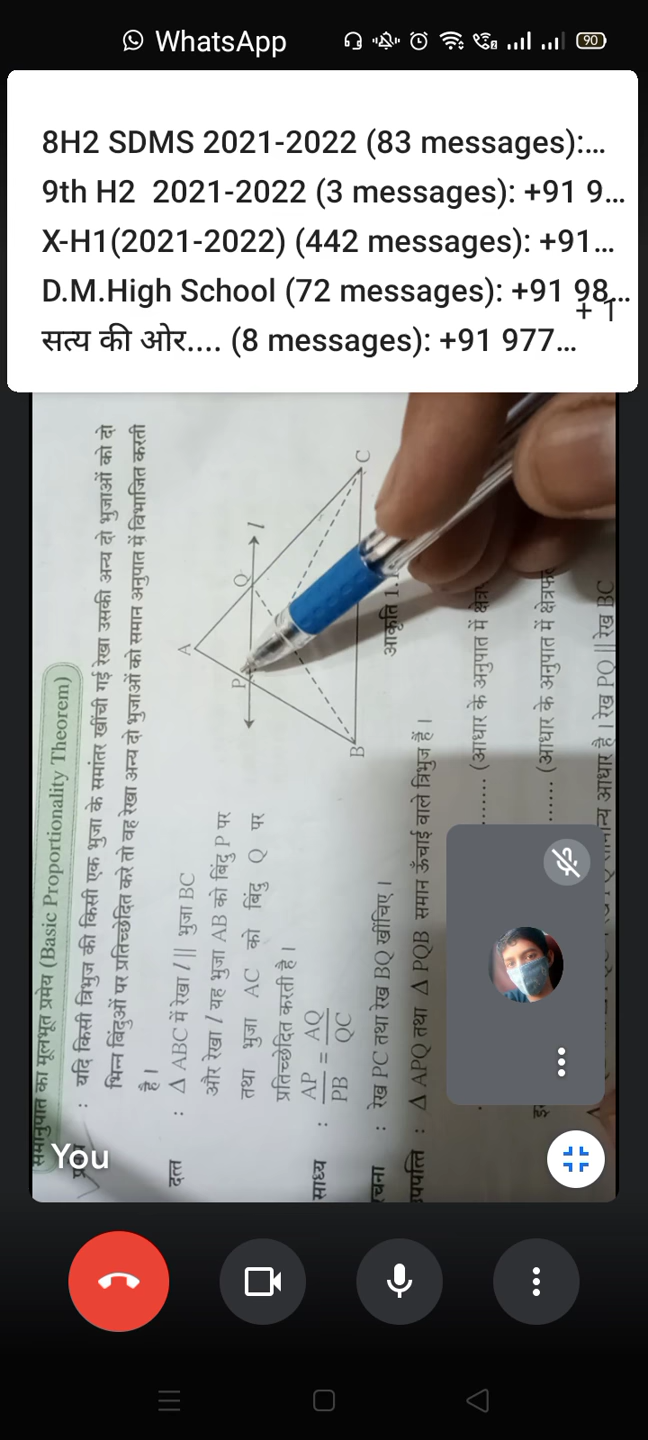 WhatsApp
90
8H2 SDMS 2021-2022 (83 messages):...
9th H2 2021-2022 (3 messages): +91 9...
X-H1(2021-2022) (442 messages): +91...
D.M.High School (72 messages): +91 98...
+ 1
सत्य की ओर.... (8 messages): +91 977...
समानुपात का मूलभूत प्रमेय (Basic Proportionality Theorem)
: यदि किसी त्रिभुज की किसी एक भुजा के समांतर खींची गई रेखा उसकी अन्य दो भुजाओं को दो
भिन्न बिंदुओं पर प्रतिच्छेदित करे तो वह रेखा अन्य दो भुजाओं को समान अनुपात में विभाजित करती
है ।
दत्त : △ ABC में रेखा l || भुजा BC
और रेखा l यह भुजा AB को बिंदु P पर
तथा भुजा AC को बिंदु Q पर
प्रतिच्छेदित करती है ।
साध्य : AP/PB = AQ/QC
रचना : रेख PC तथा रेख BQ खींचिए ।
उपपत्ति : △ APQ तथा △ PQB समान ऊँचाई वाले त्रिभुज हैं ।
A
P
Q
l
B
C
आकृति 1.1
(आधार के अनुपात में
(आधार के अनुपात में क्षेत्रफल
आधार है । रेख PQ || रेख BC
You